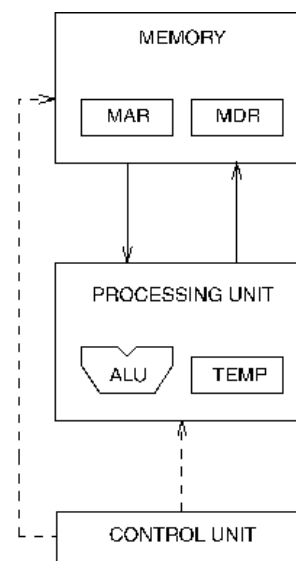 MEMORY
MAR MDR
PROCESSING UNIT
ALU TEMP
CONTROL UNIT